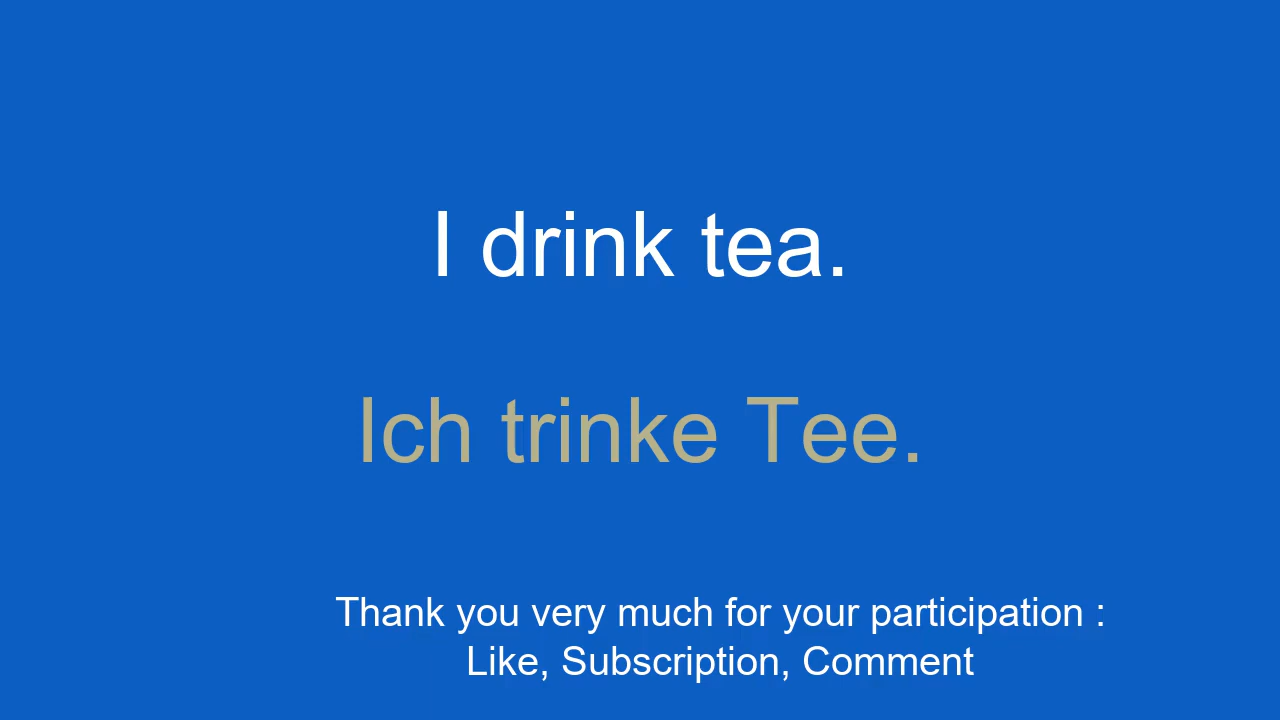 I drink tea.
Ich trinke Tee.
Thank you very much for your participation :
Like, Subscription, Comment